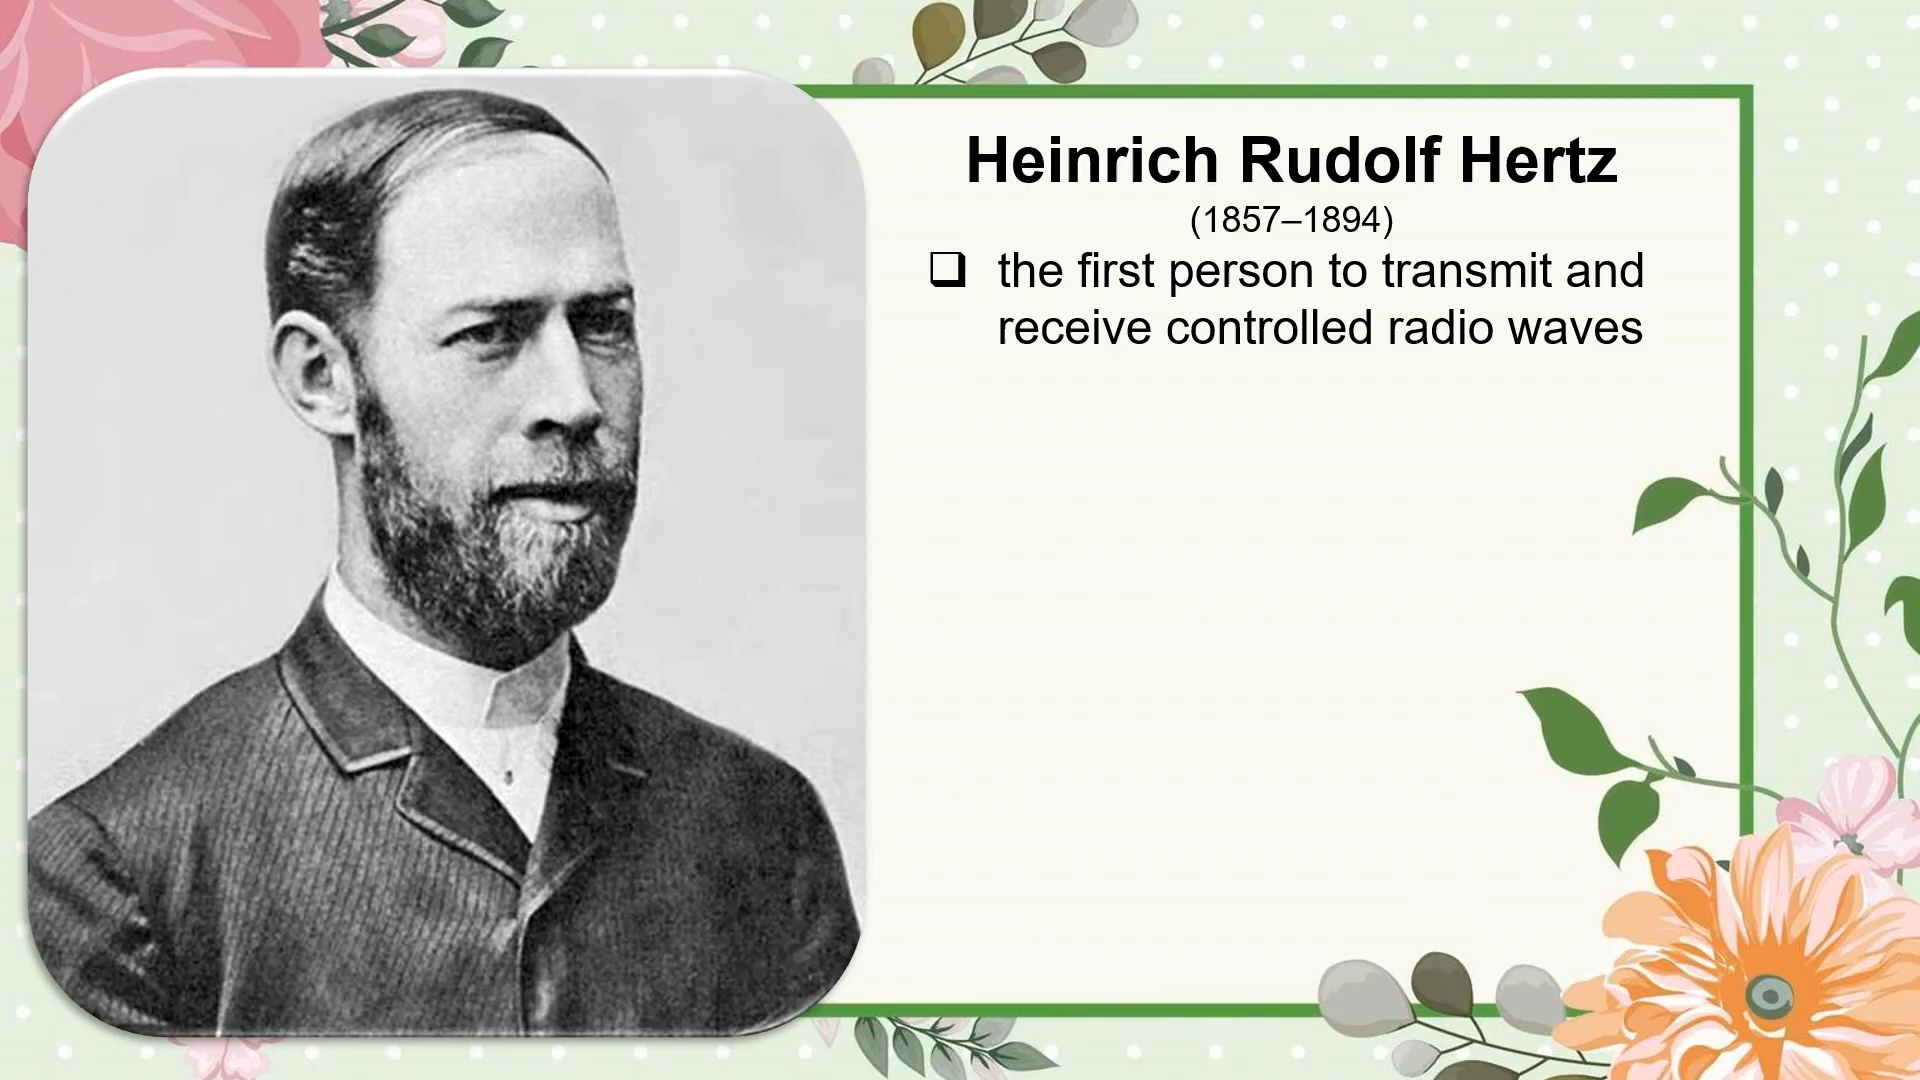 Heinrich Rudolf Hertz
(1857–1894)
❑ the first person to transmit and
receive controlled radio waves